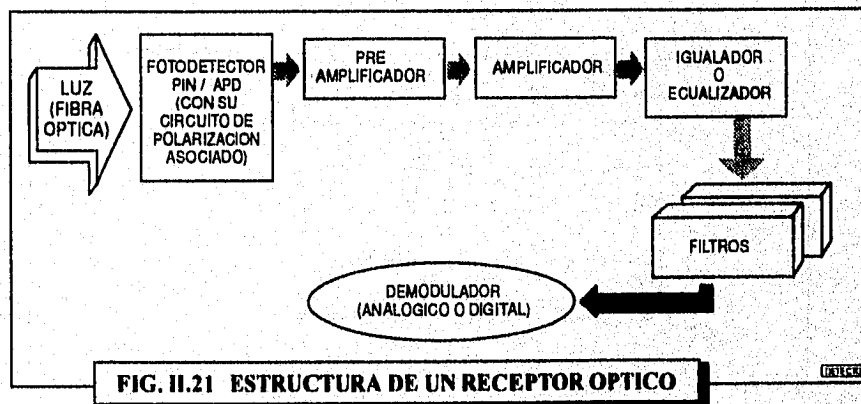 LUZ
(FIBRA
OPTICA)
FOTODETECTOR
PIN / APD
(CON SU
CIRCUITO DE
POLARIZACION
ASOCIADO)
PRE
AMPLIFICADOR
AMPLIFICADOR
IGUALADOR
O
ECUALIZADOR
FILTROS
DEMODULADOR
(ANALOGICO O DIGITAL)
FIG. II.21 ESTRUCTURA DE UN RECEPTOR OPTICO